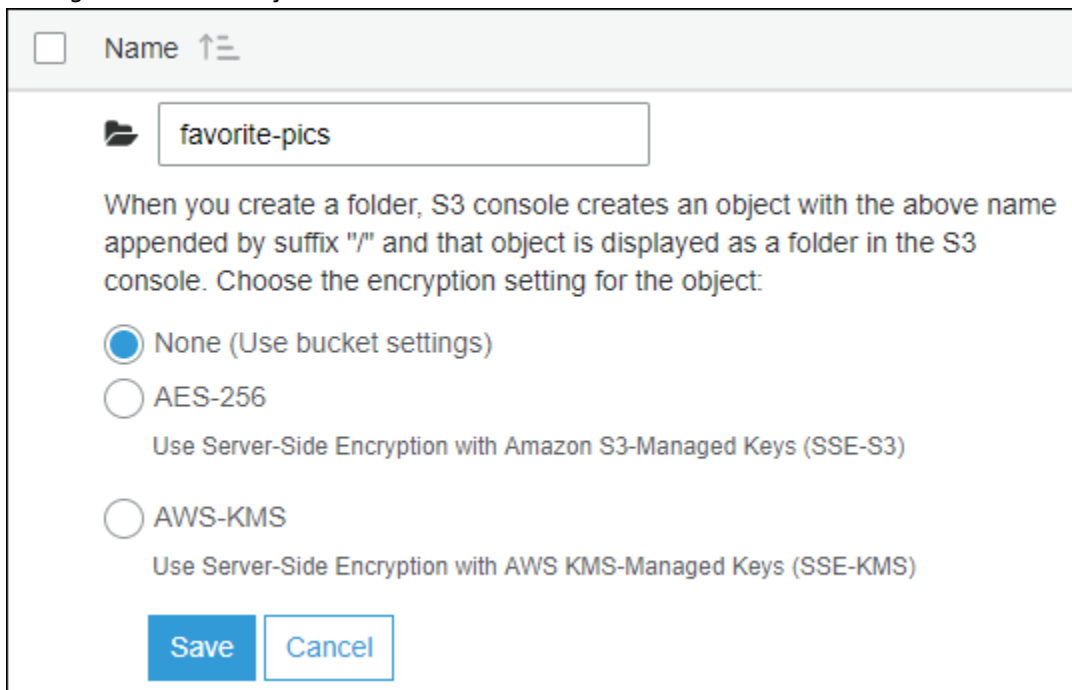 Name
favorite-pics
When you create a folder, S3 console creates an object with the above name
appended by suffix "/" and that object is displayed as a folder in the S3
console. Choose the encryption setting for the object:
None (Use bucket settings)
AES-256
Use Server-Side Encryption with Amazon S3-Managed Keys (SSE-S3)
AWS-KMS
Use Server-Side Encryption with AWS KMS-Managed Keys (SSE-KMS)
Save Cancel